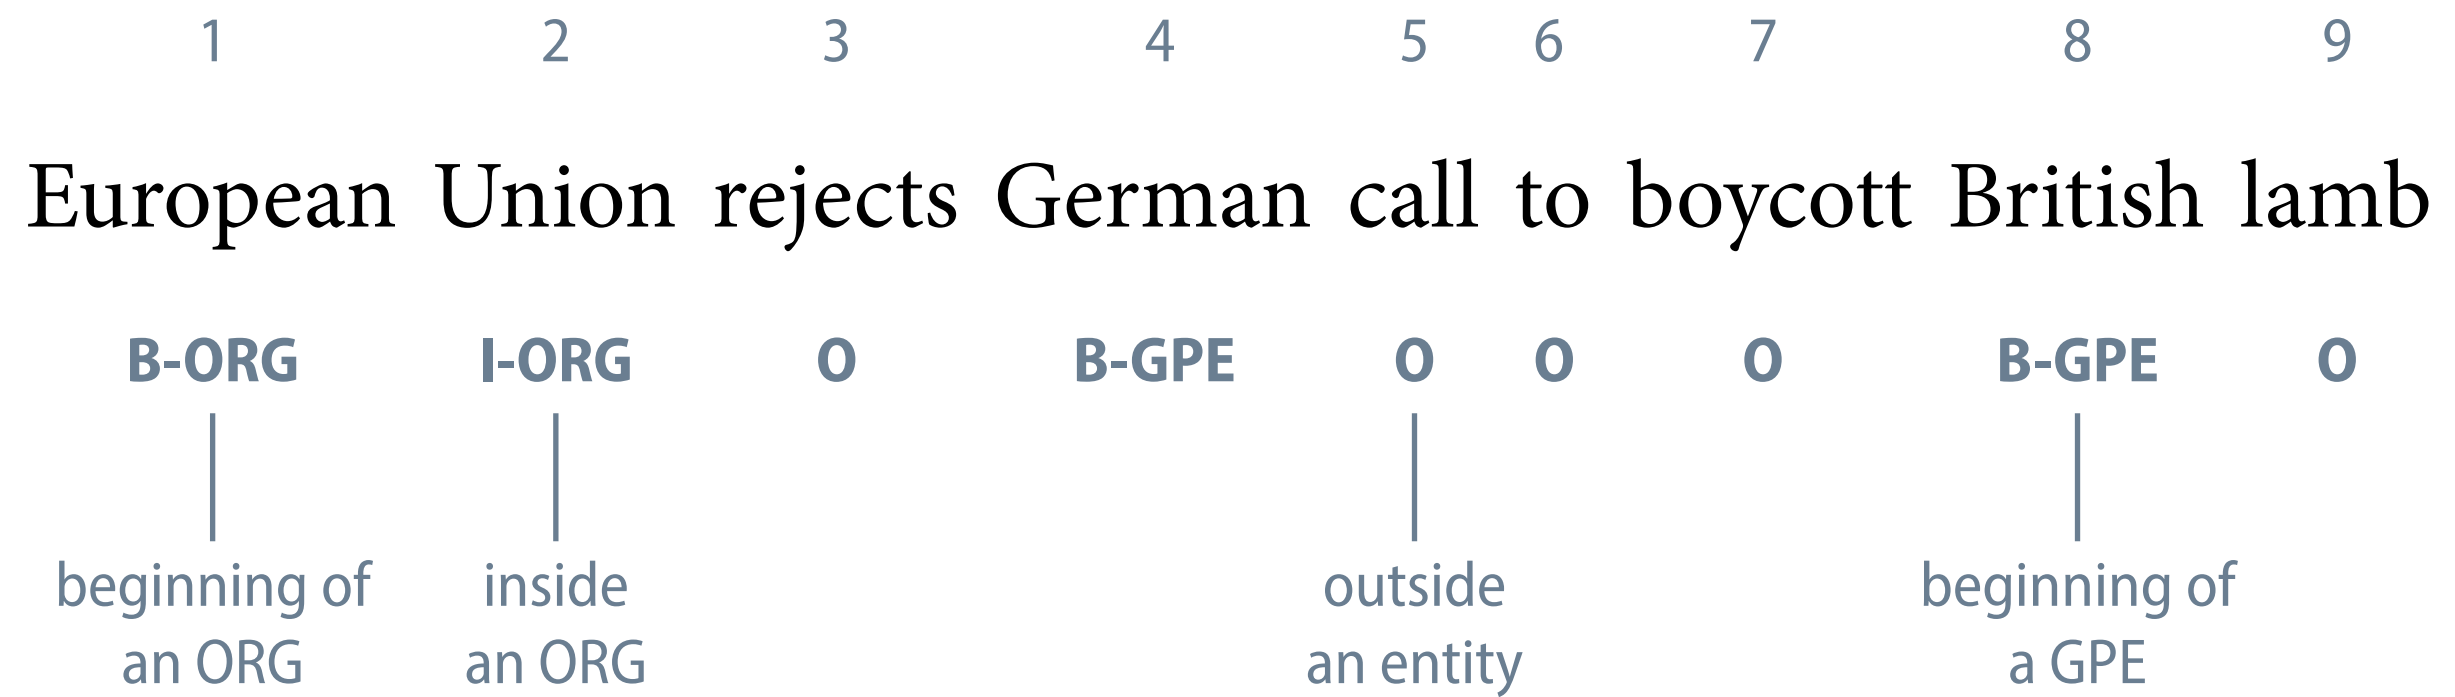 1 2 3 4 5 6 7 8 9
European Union rejects German call to boycott British lamb
B-ORG I-ORG O B-GPE O O O B-GPE O
beginning of inside outside beginning of
an ORG an ORG an entity a GPE